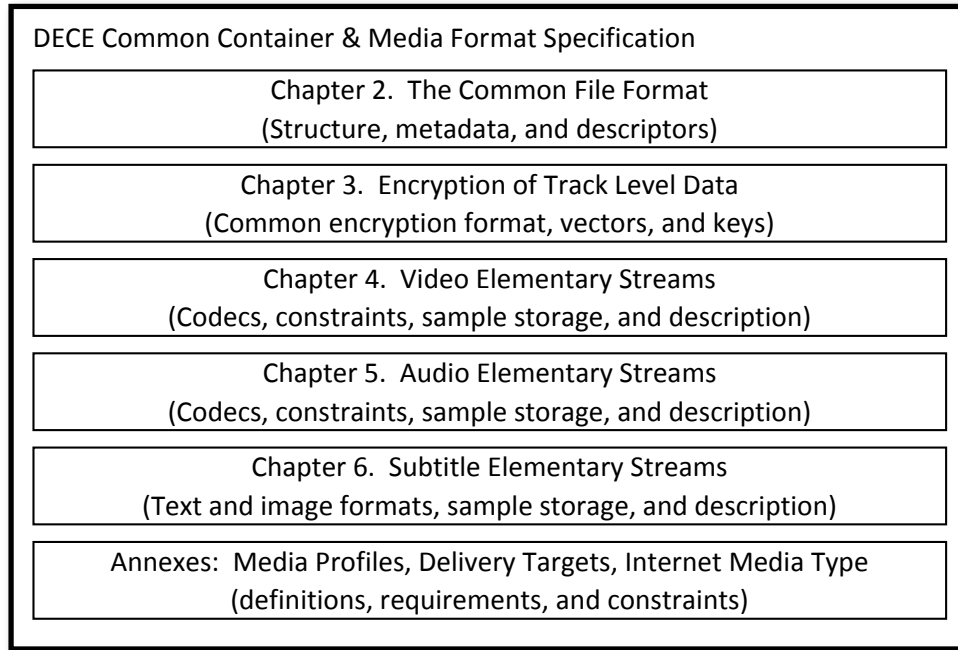 DECE Common Container & Media Format Specification
Chapter 2.  The Common File Format
(Structure, metadata, and descriptors)
Chapter 3.  Encryption of Track Level Data
(Common encryption format, vectors, and keys)
Chapter 4.  Video Elementary Streams
(Codecs, constraints, sample storage, and description)
Chapter 5.  Audio Elementary Streams
(Codecs, constraints, sample storage, and description)
Chapter 6.  Subtitle Elementary Streams
(Text and image formats, sample storage, and description)
Annexes:  Media Profiles, Delivery Targets, Internet Media Type
(definitions, requirements, and constraints)